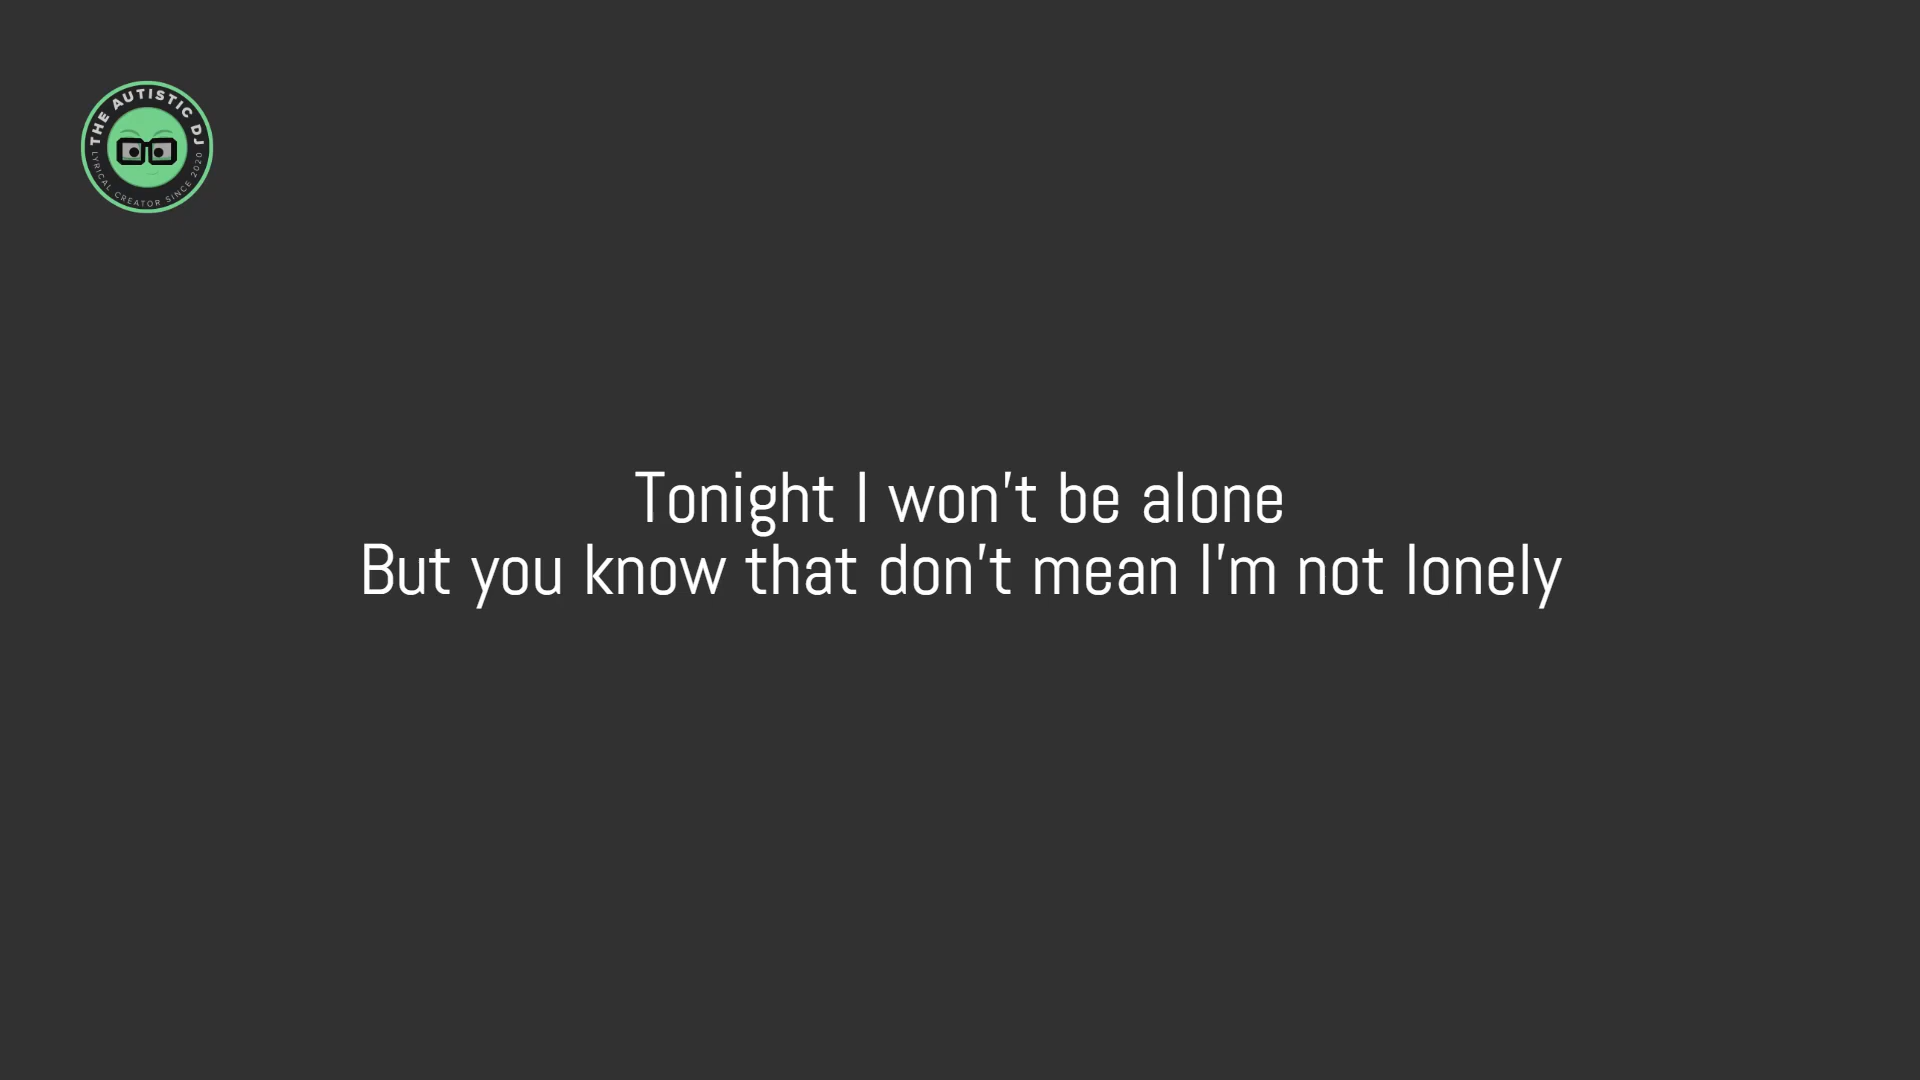 THE AUTISTIC DJ
LYRICAL CREATOR SINCE 2020
Tonight I won't be alone
But you know that don't mean I'm not lonely